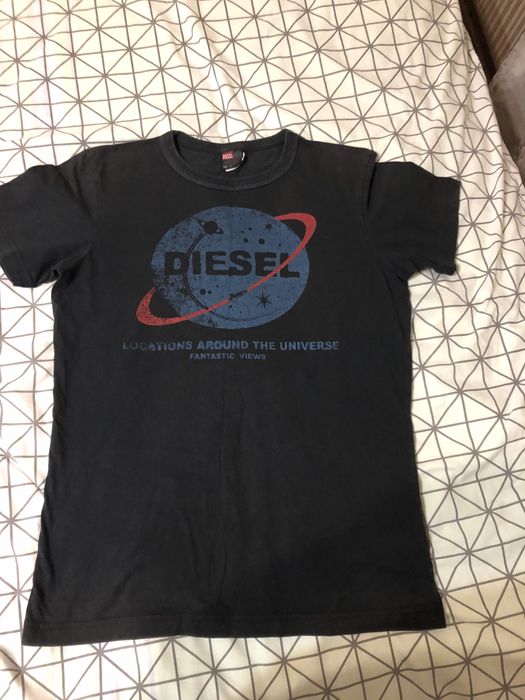 DIESEL
LOCATIONS AROUND THE UNIVERSE
FANTASTIC VIEWS